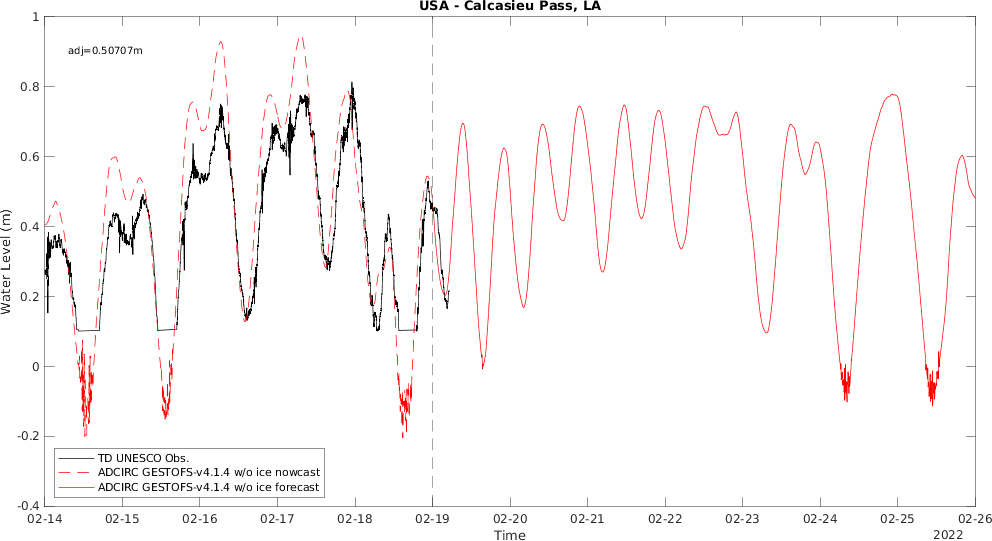 USA - Calcasieu Pass, LA
adj=0.50707m
Water Level (m)
1
0.8
0.6
0.4
0.2
0
-0.2
-0.4
TD UNESCO Obs.
ADCIRC GESTOFS-v4.1.4 w/o ice nowcast
ADCIRC GESTOFS-v4.1.4 w/o ice forecast
02-14 02-15 02-16 02-17 02-18 02-19 02-20 02-21 02-22 02-23 02-24 02-25 02-26
Time
2022